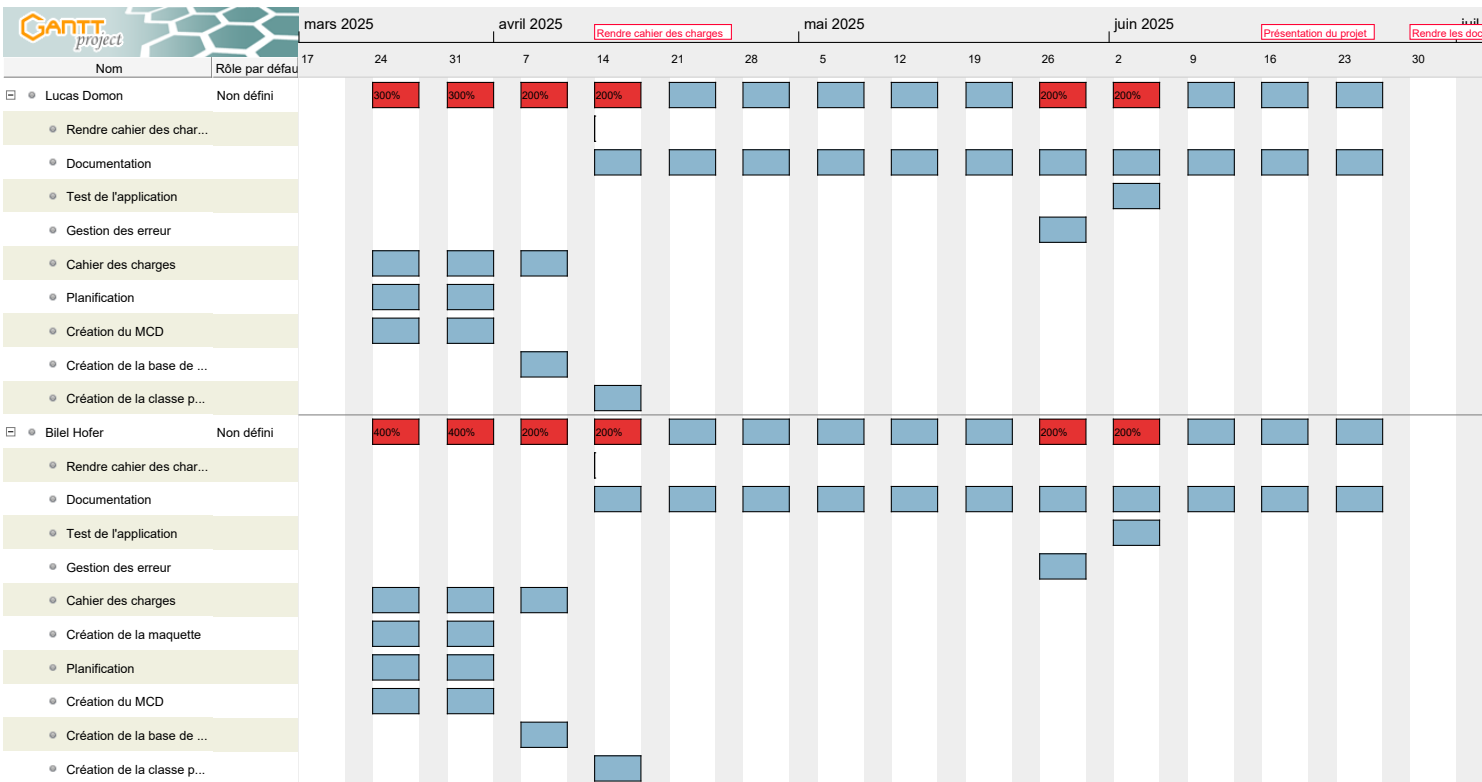 GANTT
project
mars 2025 avril 2025 mai 2025 juin 2025 juil
Rendre cahier des charges Présentation du projet Rendre les doc
Nom Rôle par défau 17 24 31 7 14 21 28 5 12 19 26 2 9 16 23 30
Lucas Domon Non défini 300% 300% 200% 200% 200% 200%
Rendre cahier des char...
Documentation
Test de l'application
Gestion des erreur
Cahier des charges
Planification
Création du MCD
Création de la base de ...
Création de la classe p...
Bilel Hofer Non défini 400% 400% 200% 200% 200% 200%
Rendre cahier des char...
Documentation
Test de l'application
Gestion des erreur
Cahier des charges
Création de la maquette
Planification
Création du MCD
Création de la base de ...
Création de la classe p...